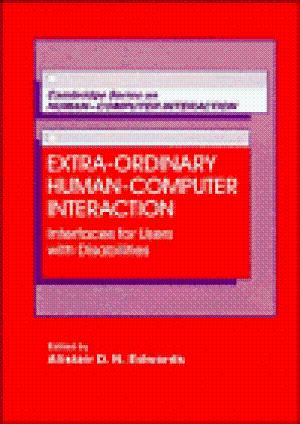 Cambridge Series on
HUMAN-COMPUTER INTERACTION
EXTRA-ORDINARY
HUMAN-COMPUTER
INTERACTION
Interfaces for Users
with Disabilities
Edited by
Alistair D. N. Edwards